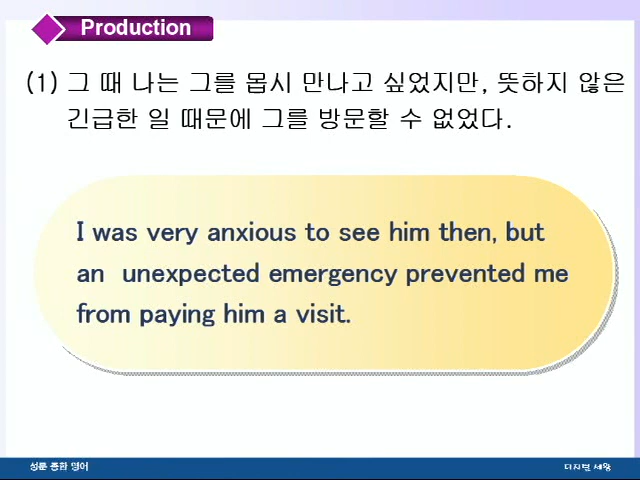 Production
(1) 그 때 나는 그를 몹시 만나고 싶었지만, 뜻하지 않은
긴급한 일 때문에 그를 방문할 수 없었다.
I was very anxious to see him then, but
an unexpected emergency prevented me
from paying him a visit.
성문 종합 영어
디지털 세왕